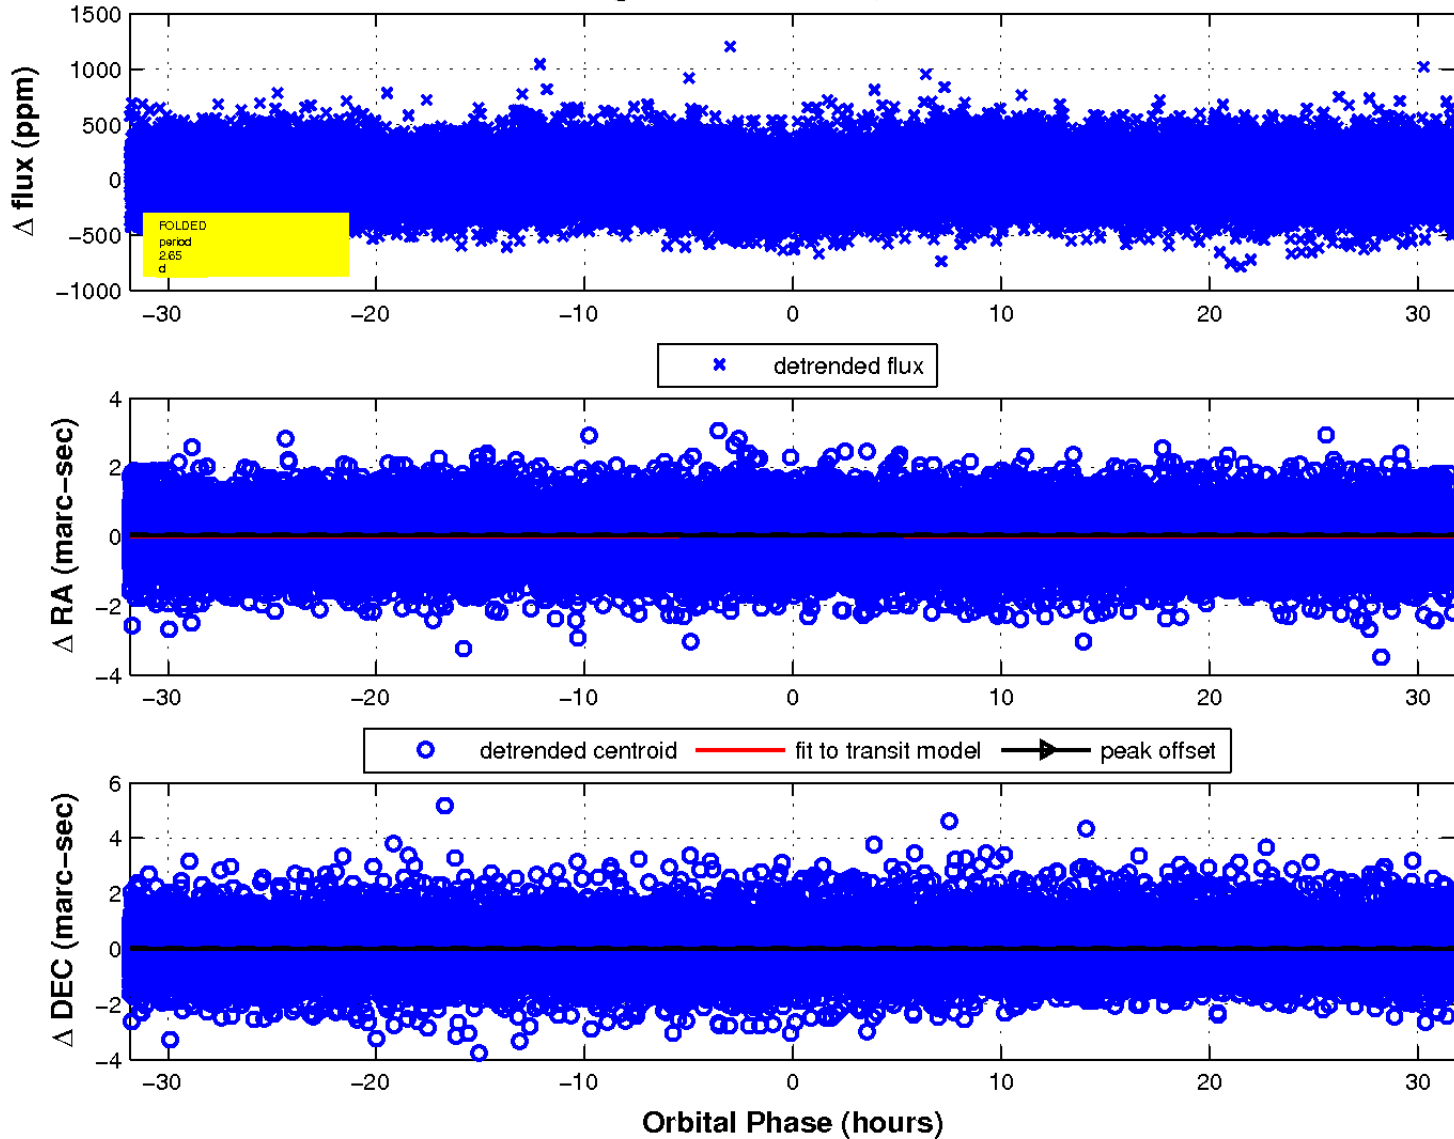 1500
1000
500
0
−500
−1000
Δ flux (ppm)
FOLDED
period
2.65
d
−30 −20 −10 0 10 20 30
detrended flux
4
2
0
−2
−4
Δ RA (marc−sec)
−30 −20 −10 0 10 20 30
detrended centroid fit to transit model peak offset
6
4
2
0
−2
−4
Δ DEC (marc−sec)
−30 −20 −10 0 10 20 30
Orbital Phase (hours)